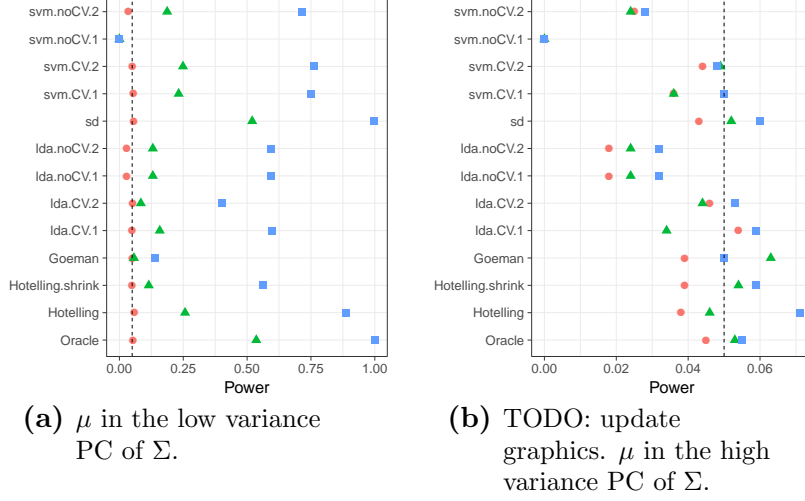 svm.noCV.2
svm.noCV.1
svm.CV.2
svm.CV.1
sd
lda.noCV.2
lda.noCV.1
lda.CV.2
lda.CV.1
Goeman
Hotelling.shrink
Hotelling
Oracle
0.00 0.25 0.50 0.75 1.00
Power
(a) μ in the low variance
PC of Σ.
svm.noCV.2
svm.noCV.1
svm.CV.2
svm.CV.1
sd
lda.noCV.2
lda.noCV.1
lda.CV.2
lda.CV.1
Goeman
Hotelling.shrink
Hotelling
Oracle
0.00 0.02 0.04 0.06
Power
(b) TODO: update
graphics. μ in the high
variance PC of Σ.